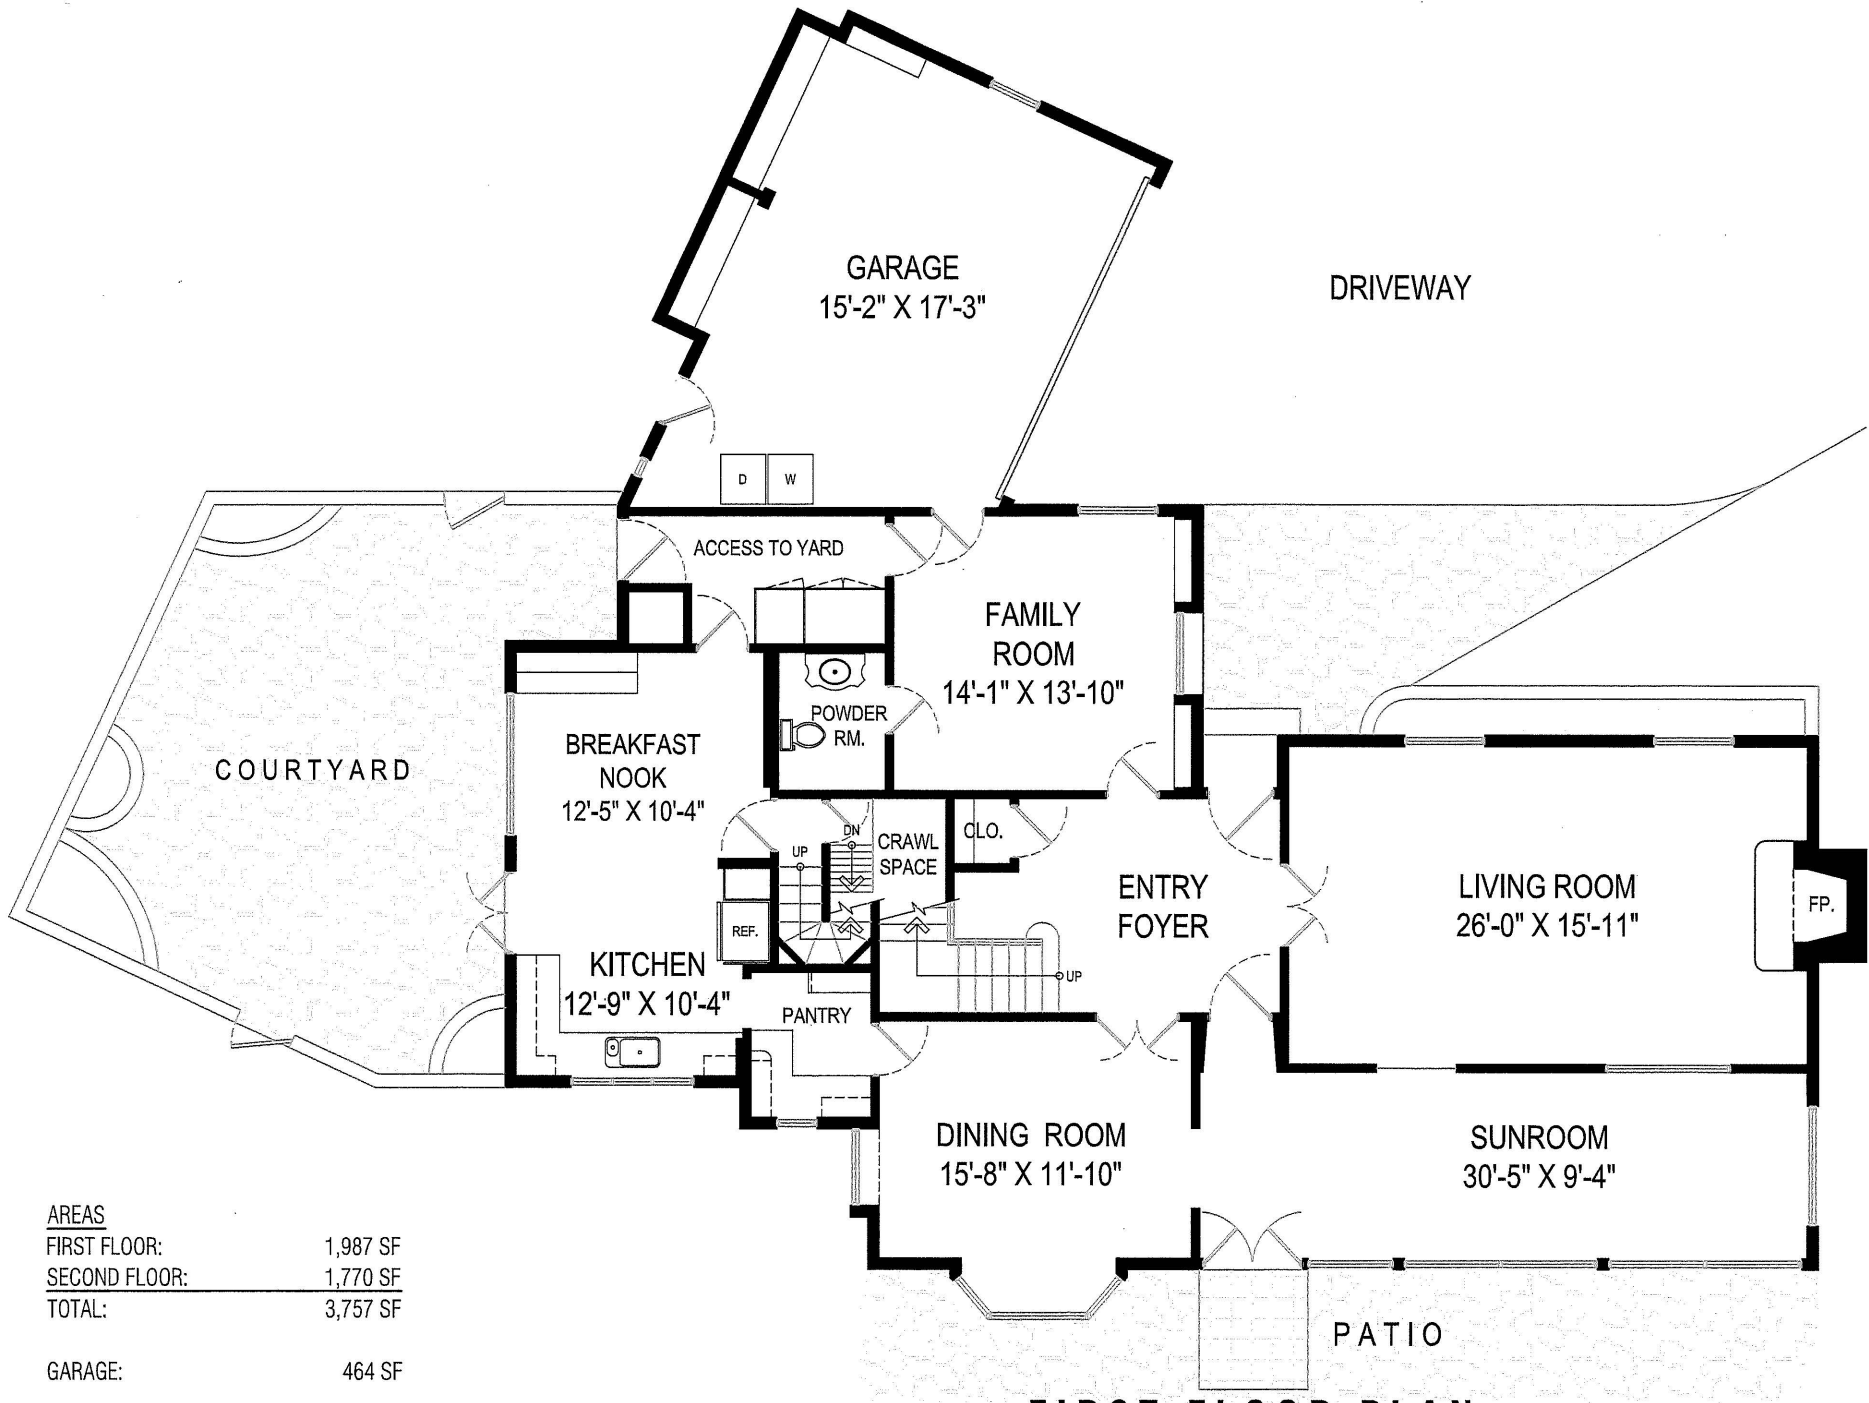 GARAGE
15'-2" X 17'-3"
DRIVEWAY
D W
ACCESS TO YARD
FAMILY
ROOM
14'-1" X 13'-10"
POWDER
RM.
BREAKFAST
NOOK
12'-5" X 10'-4"
COURTYARD
CLO.
DN
UP
CRAWL
SPACE
ENTRY
FOYER
LIVING ROOM
26'-0" X 15'-11"
FP.
REF.
KITCHEN
12'-9" X 10'-4"
UP
PANTRY
DINING ROOM
15'-8" X 11'-10"
SUNROOM
30'-5" X 9'-4"
AREAS
FIRST FLOOR: 1,987 SF
SECOND FLOOR: 1,770 SF
TOTAL: 3,757 SF
GARAGE: 464 SF
PATIO
FIRST FLOOR PLAN